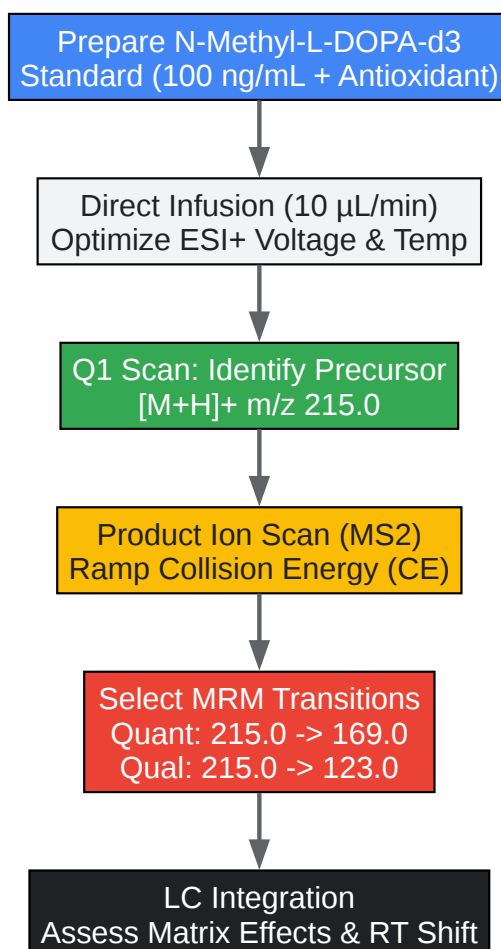 Prepare N-Methyl-L-DOPA-d3
Standard (100 ng/mL + Antioxidant)
Direct Infusion (10 µL/min)
Optimize ESI+ Voltage & Temp
Q1 Scan: Identify Precursor
[M+H]+ m/z 215.0
Product Ion Scan (MS2)
Ramp Collision Energy (CE)
Select MRM Transitions
Quant: 215.0 -> 169.0
Qual: 215.0 -> 123.0
LC Integration
Assess Matrix Effects & RT Shift